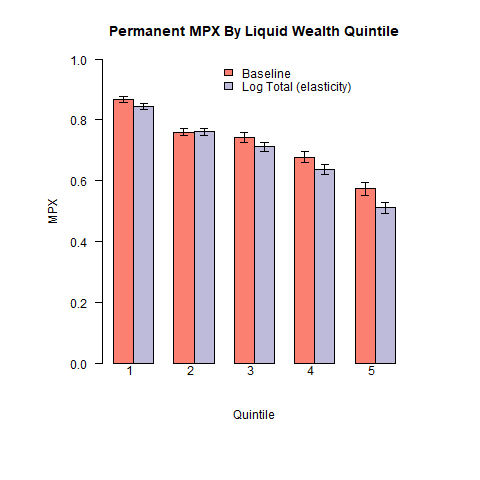 Permanent MPX By Liquid Wealth Quintile
Baseline
Log Total (elasticity)
MPX
1.0
0.8
0.6
0.4
0.2
0.0
1 2 3 4 5
Quintile